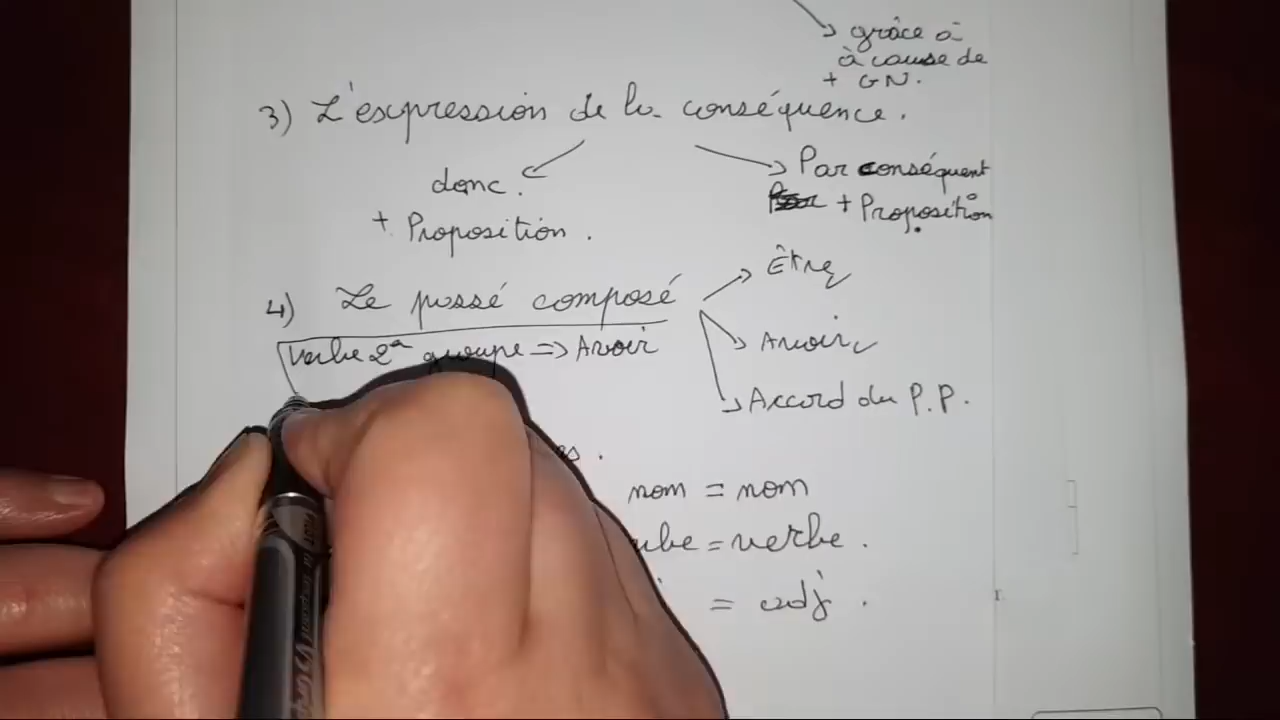 grâce à
à cause de
+ GN.
3) L'expression de la conséquence.
donc.
+ Proposition.
Par conséquent
+ Proposition
4) Le passé composé
Être
Avoir
Accord du P.P.
Verbe 2e groupe => Avoir
nom = nom
= verbe.
= adj.